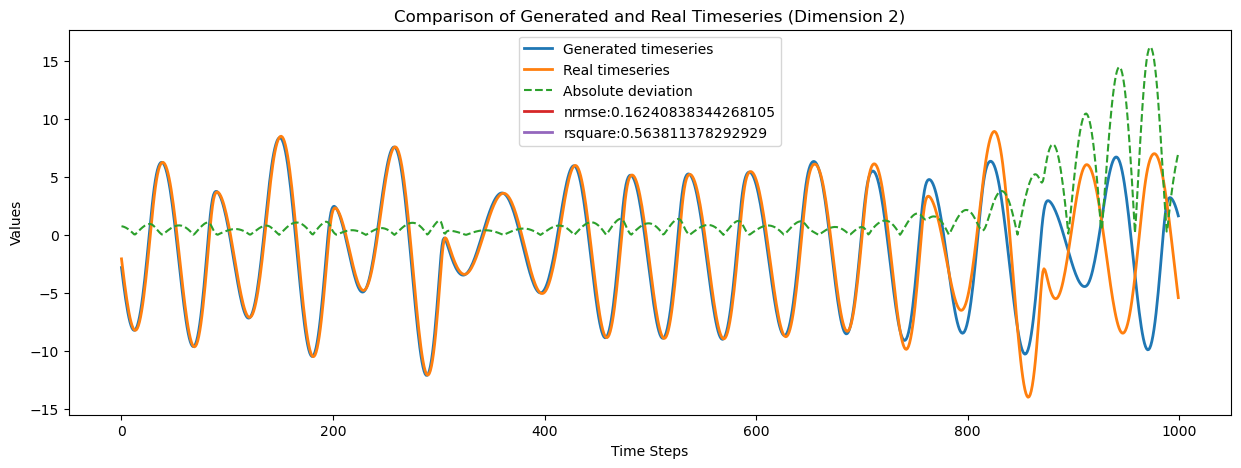 Comparison of Generated and Real Timeseries (Dimension 2)
Generated timeseries
Real timeseries
Absolute deviation
nrmse:0.16240838344268105
rsquare:0.563811378292929
Values
15
10
5
0
−5
−10
−15
0
200
400
600
800
1000
Time Steps